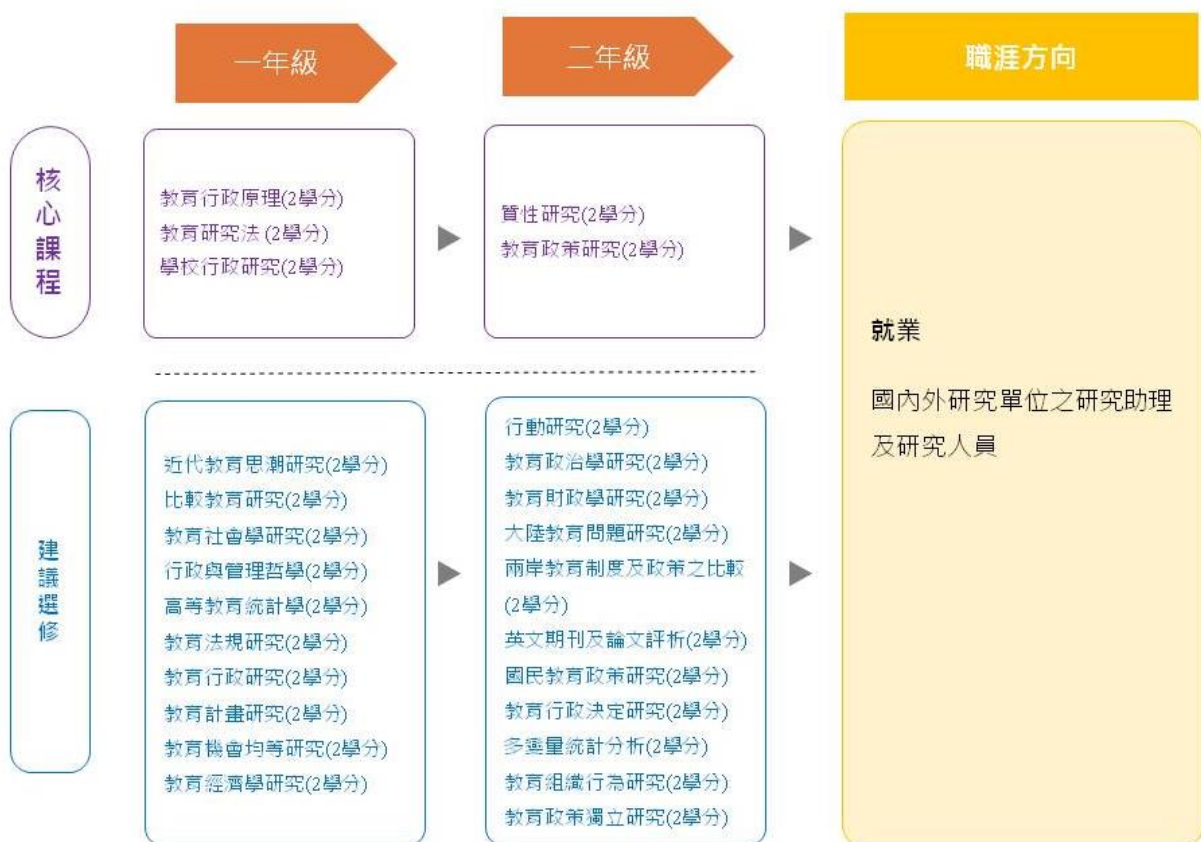 一年級
二年級
職涯方向
核心課程
教育行政原理(2學分)
教育研究法 (2學分)
學校行政研究(2學分)
質性研究(2學分)
教育政策研究(2學分)
就業
國內外研究單位之研究助理
及研究人員
建議選修
近代教育思潮研究(2學分)
比較教育研究(2學分)
教育社會學研究(2學分)
行政與管理哲學(2學分)
高等教育統計學(2學分)
教育法規研究(2學分)
教育行政研究(2學分)
教育計畫研究(2學分)
教育機會均等研究(2學分)
教育經濟學研究(2學分)
行動研究(2學分)
教育政治學研究(2學分)
教育財政學研究(2學分)
大陸教育問題研究(2學分)
兩岸教育制度及政策之比較
(2學分)
英文期刊及論文評析(2學分)
國民教育政策研究(2學分)
教育行政決定研究(2學分)
多變量統計分析(2學分)
教育組織行為研究(2學分)
教育政策獨立研究(2學分)